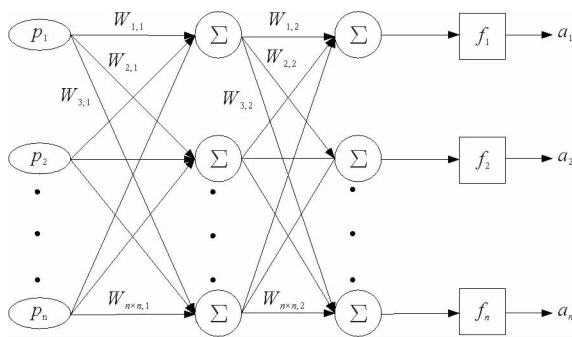 p1 W1,1 Σ W1,2 Σ f1 a1
W2,1 W2,2
W3,1 W3,2
p2 Σ Σ f2 a2
Wn×n,1 Wn×n,2
pn Σ Σ fn an